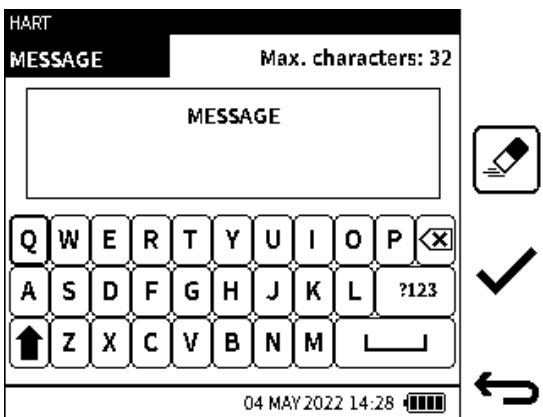 HART
MESSAGE Max. characters: 32
MESSAGE
Q W E R T Y U I O P
A S D F G H J K L ?123
Z X C V B N M
04 MAY 2022 14:28